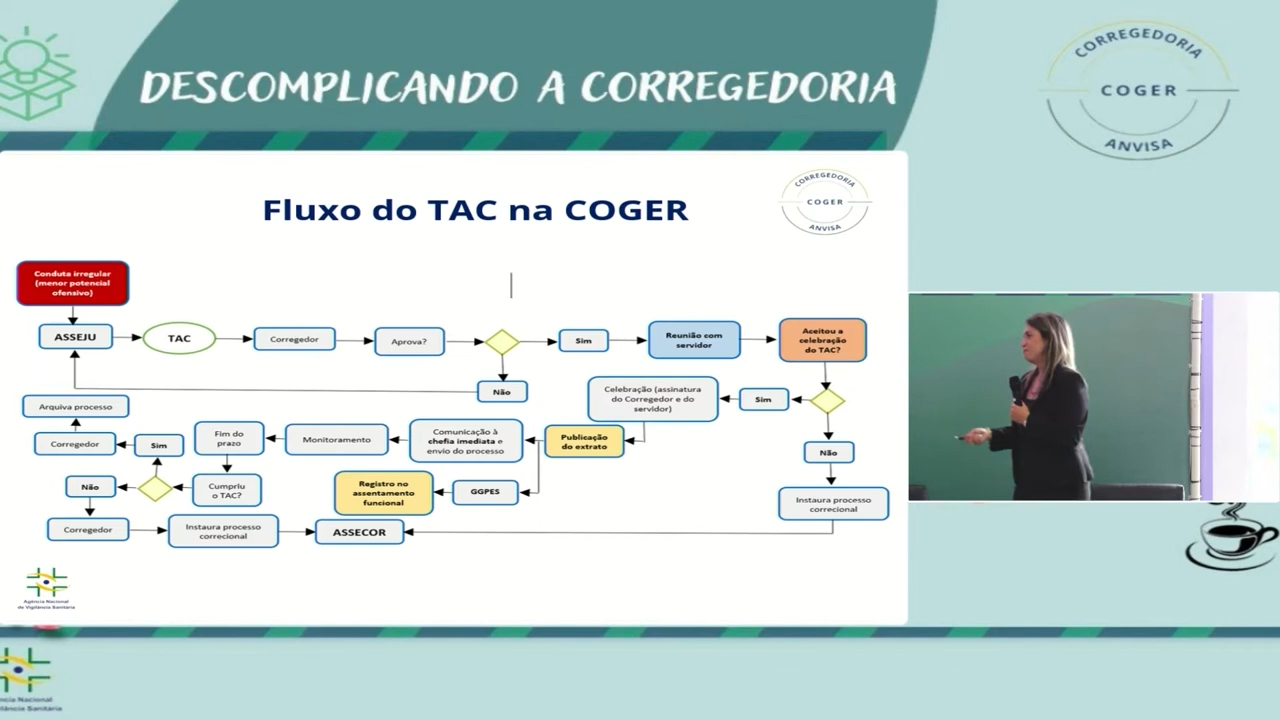 DESCOMPLICANDO A CORREGEDORIA
CORREGEDORIA
COGER
ANVISA
Fluxo do TAC na COGER
CORREGEDORIA
COGER
ANVISA
Conduta irregular
(menor potencial
ofensivo)
ASSEJU
TAC
Corregedor
Aprova?
Sim
Reunião com
servidor
Aceitou a
celebração
do TAC?
Não
Celebração (assinatura
do Corregedor e do
servidor)
Sim
Arquiva processo
Corregedor
Sim
Fim do
prazo
Monitoramento
Comunicação à
chefia imediata e
envio do processo
Publicação
do extrato
Não
Não
Cumpriu
o TAC?
Registro no
assentamento
funcional
GGPES
Instaura processo
correcional
Corregedor
Instaura processo
correcional
ASSECOR
Agência Nacional
de Vigilância Sanitária
ncia Nacional
ilância Sanitária